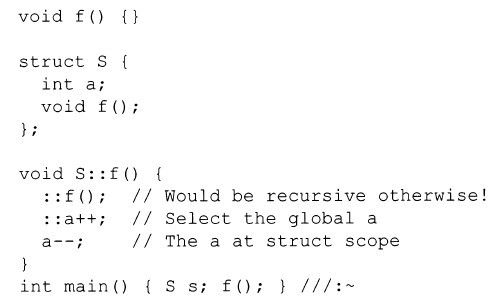 void f() {}

struct S {
  int a;
  void f();
};

void S::f() {
  ::f();  // Would be recursive otherwise!
  ::a++;  // Select the global a
  a--;    // The a at struct scope
}
int main() { S s; f(); } ///:~